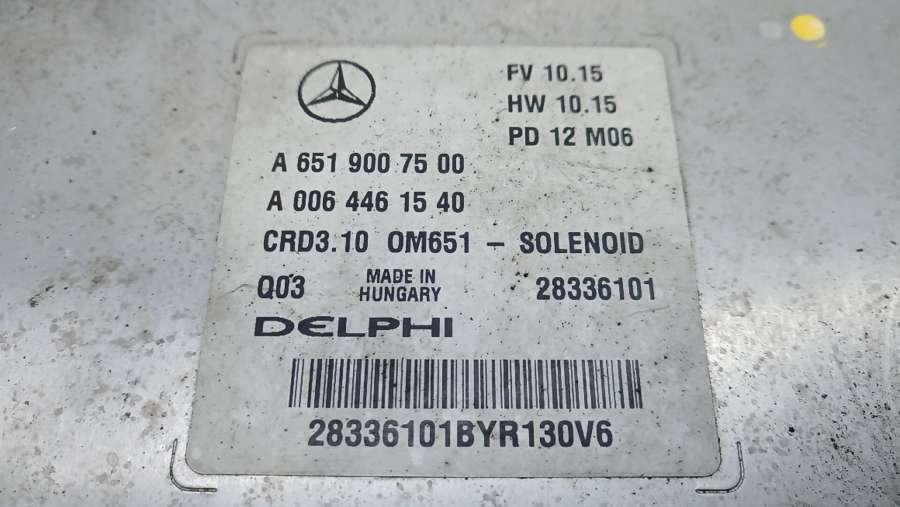 FV 10.15
HW 10.15
PD 12 M06
A 651 900 75 00
A 006 446 15 40
CRD3.10 OM651 - SOLENOID
Q03 MADE IN HUNGARY 28336101
DELPHI
28336101BYR130V6